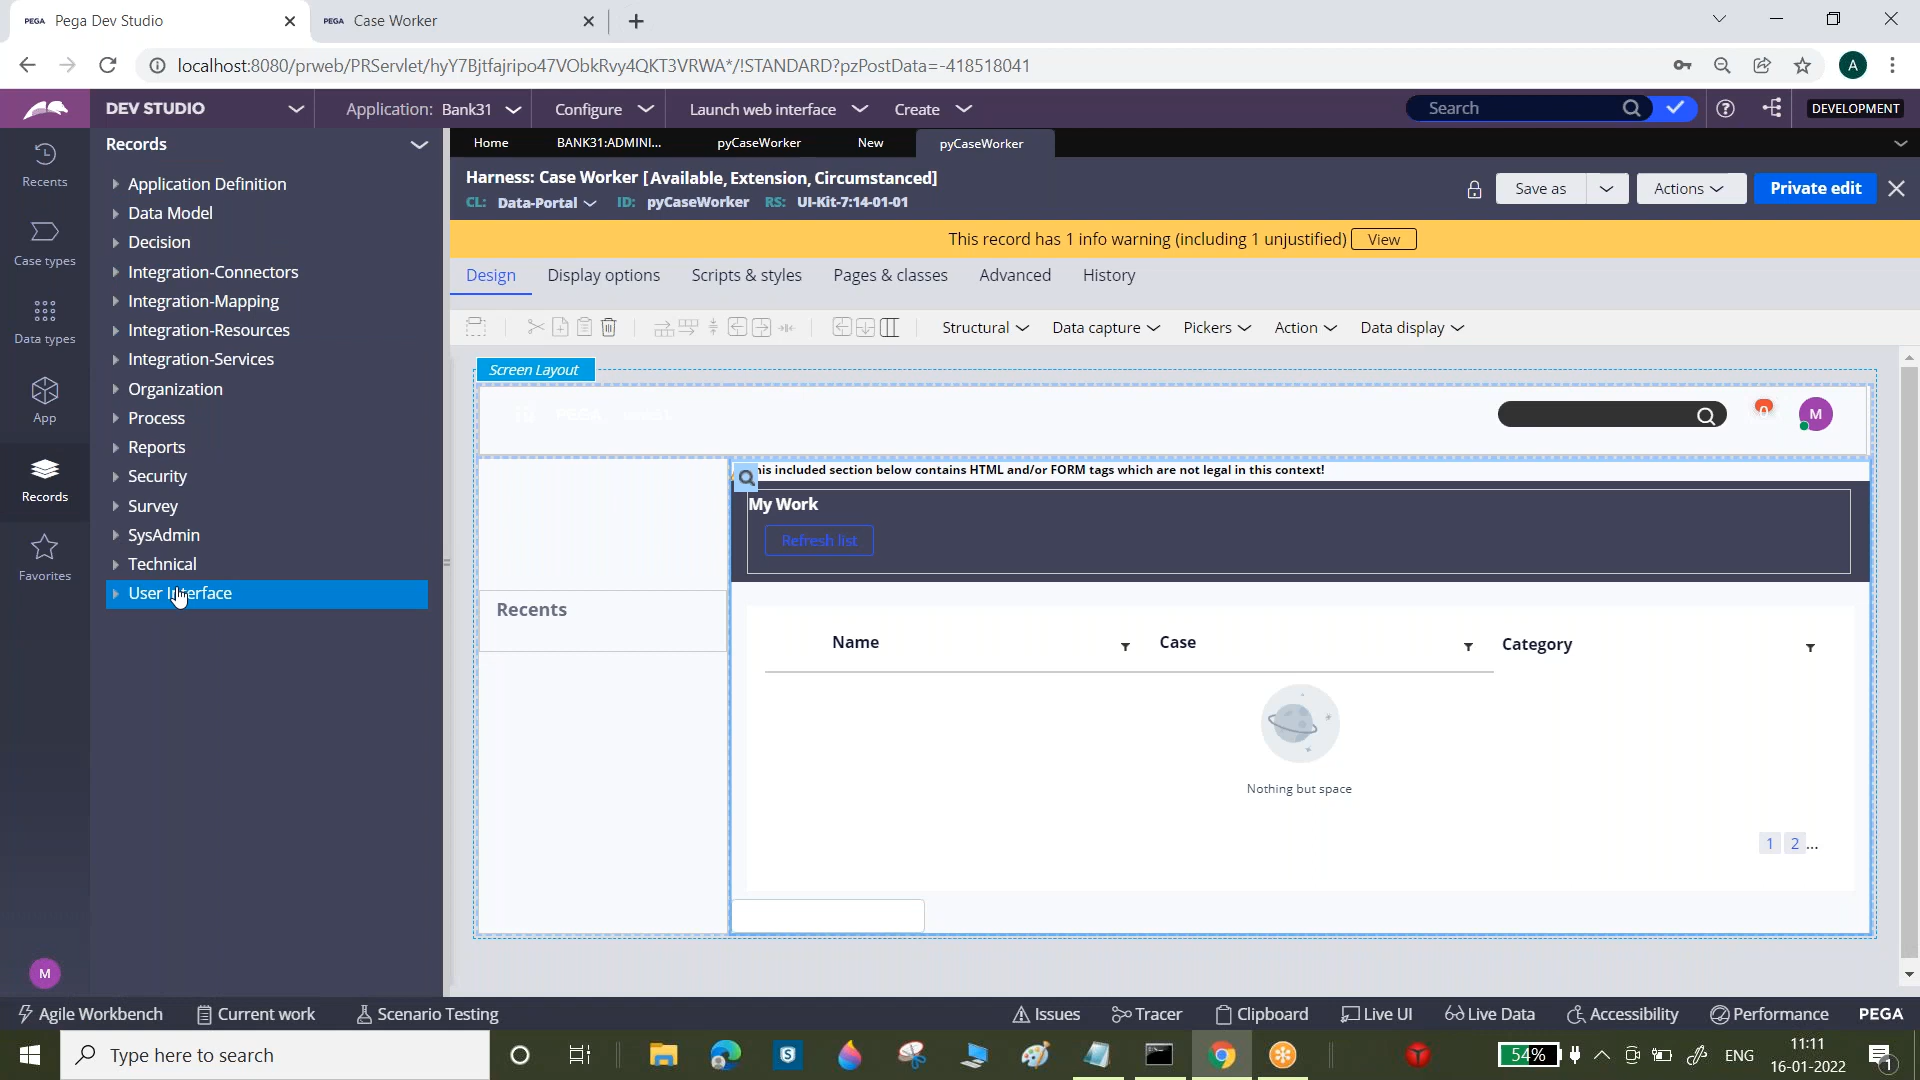 PEGA Pega Dev Studio
PEGA Case Worker
localhost:8080/prweb/PRServlet/hyY7Bjtfajripo47VObkRvy4QKT3VRWA*/!STANDARD?pzPostData=-418518041
A
DEV STUDIO
Application: Bank31
Configure
Launch web interface
Create
Search
DEVELOPMENT
Recents
Case types
Data types
App
Records
Favorites
M
Records
Application Definition
Data Model
Decision
Integration-Connectors
Integration-Mapping
Integration-Resources
Integration-Services
Organization
Process
Reports
Security
Survey
SysAdmin
Technical
User Interface
Home
BANK31:ADMINI...
pyCaseWorker
New
pyCaseWorker
Harness: Case Worker [Available, Extension, Circumstanced]
CL: Data-Portal ID: pyCaseWorker RS: UI-Kit-7:14-01-01
Save as
Actions
Private edit
This record has 1 info warning (including 1 unjustified) View
Design
Display options
Scripts & styles
Pages & classes
Advanced
History
Structural
Data capture
Pickers
Action
Data display
Screen Layout
0
M
his included section below contains HTML and/or FORM tags which are not legal in this context!
My Work
Refresh list
Recents
Name
Case
Category
Nothing but space
1 2 ...
Agile Workbench
Current work
Scenario Testing
Issues
Tracer
Clipboard
Live UI
Live Data
Accessibility
Performance
PEGA
Type here to search
54%
ENG
11:11
16-01-2022
1